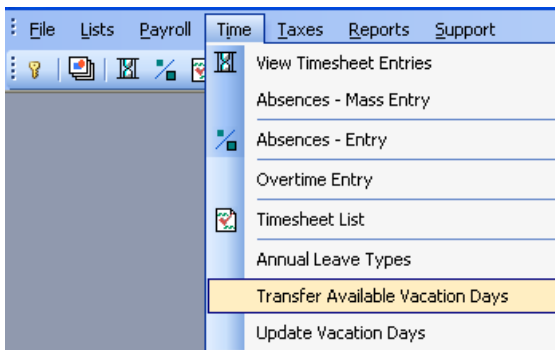 File Lists Payroll Time Taxes Reports Support
View Timesheet Entries
Absences - Mass Entry
Absences - Entry
Overtime Entry
Timesheet List
Annual Leave Types
Transfer Available Vacation Days
Update Vacation Days